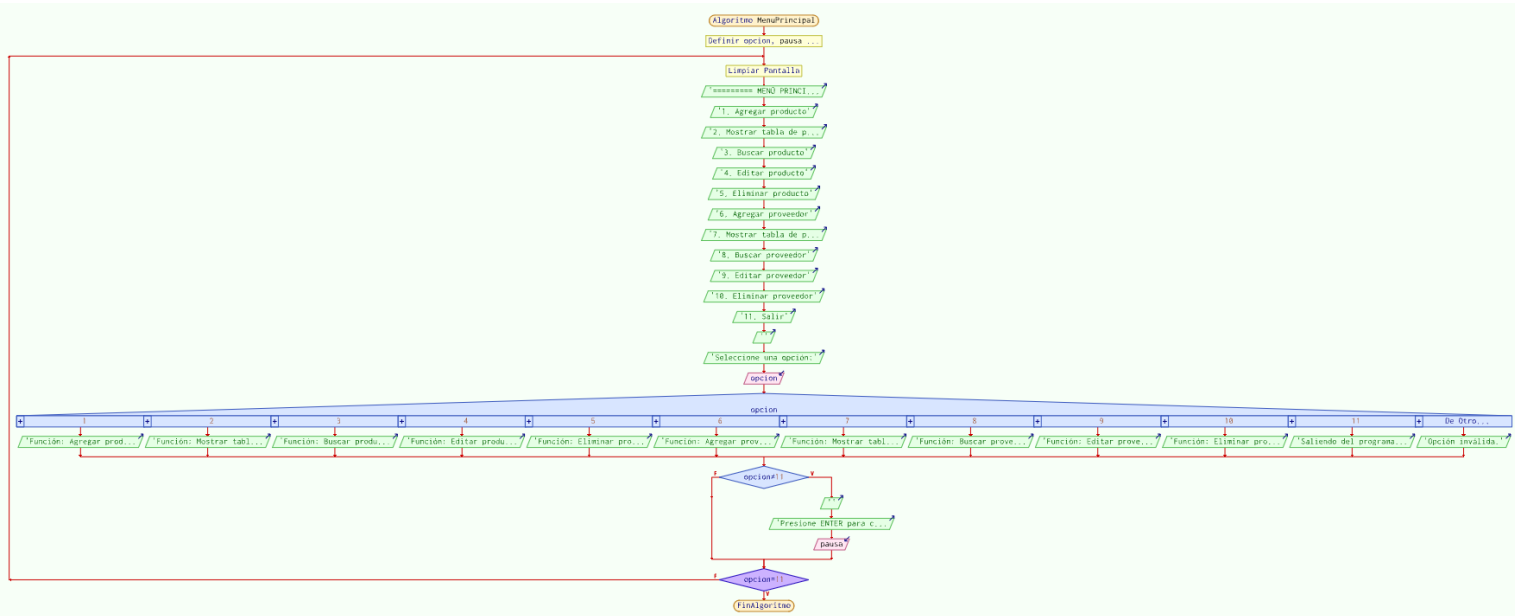 Algoritmo MenuPrincipal
Definir opcion, pausa ...
Limpiar Pantalla
'========= MENÚ PRINCI...
'1. Agregar producto'
'2. Mostrar tabla de p...
'3. Buscar producto'
'4. Editar producto'
'5. Eliminar producto'
'6. Agregar proveedor'
'7. Mostrar tabla de p...
'8. Buscar proveedor'
'9. Editar proveedor'
'10. Eliminar proveedor'
'11. Salir'
''
'Seleccione una opción:'
opcion
opcion
1 2 3 4 5 6 7 8 9 10 11 De Otro...
'Función: Agregar prod... 'Función: Mostrar tabl... 'Función: Buscar produ... 'Función: Editar produ... 'Función: Eliminar pro... 'Función: Agregar prov... 'Función: Mostrar tabl... 'Función: Buscar prove... 'Función: Editar prove... 'Función: Eliminar pro... 'Saliendo del programa... 'Opción inválida.'
F V
opcion≠11
''
'Presione ENTER para c...
pausa
F
opcion=11
V
FinAlgoritmo